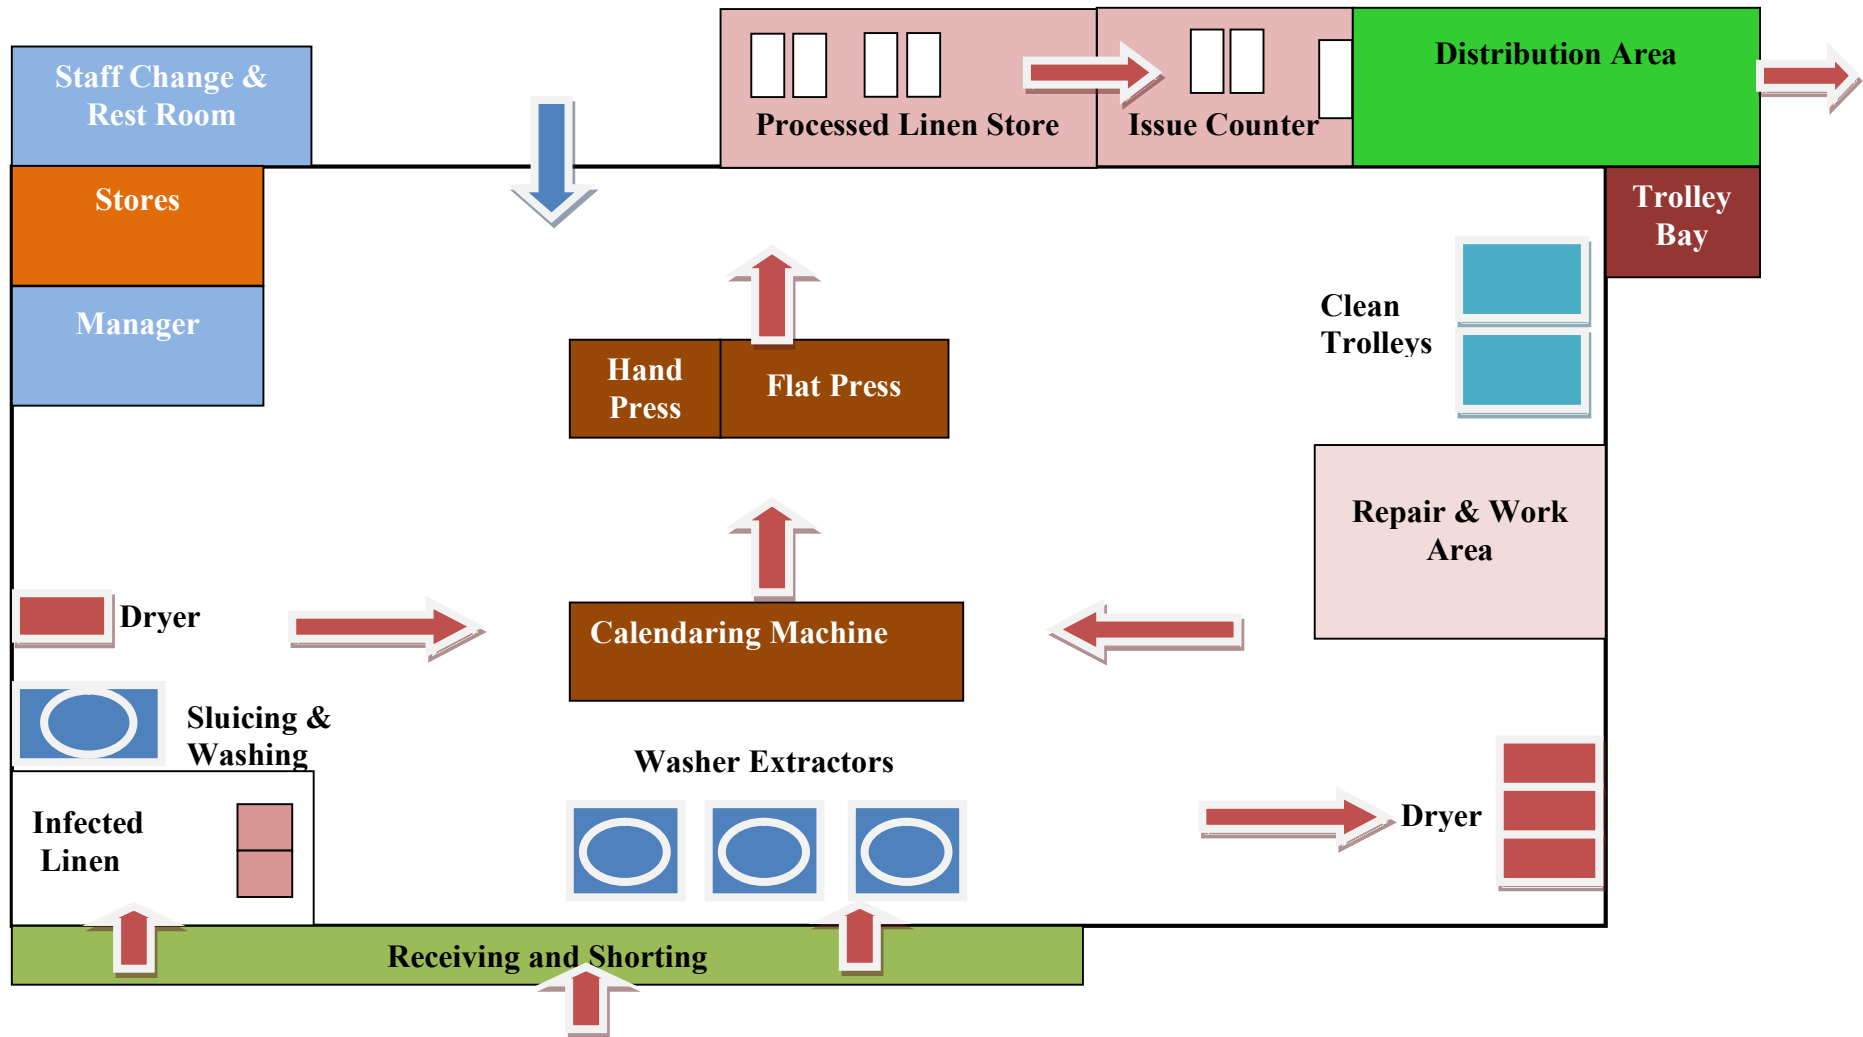 Staff Change &
Rest Room
Processed Linen Store
Issue Counter
Distribution Area
Stores
Trolley
Bay
Manager
Clean
Trolleys
Hand
Press
Flat Press
Repair & Work
Area
Dryer
Calendaring Machine
Sluicing &
Washing
Washer Extractors
Infected
Linen
Dryer
Receiving and Shorting